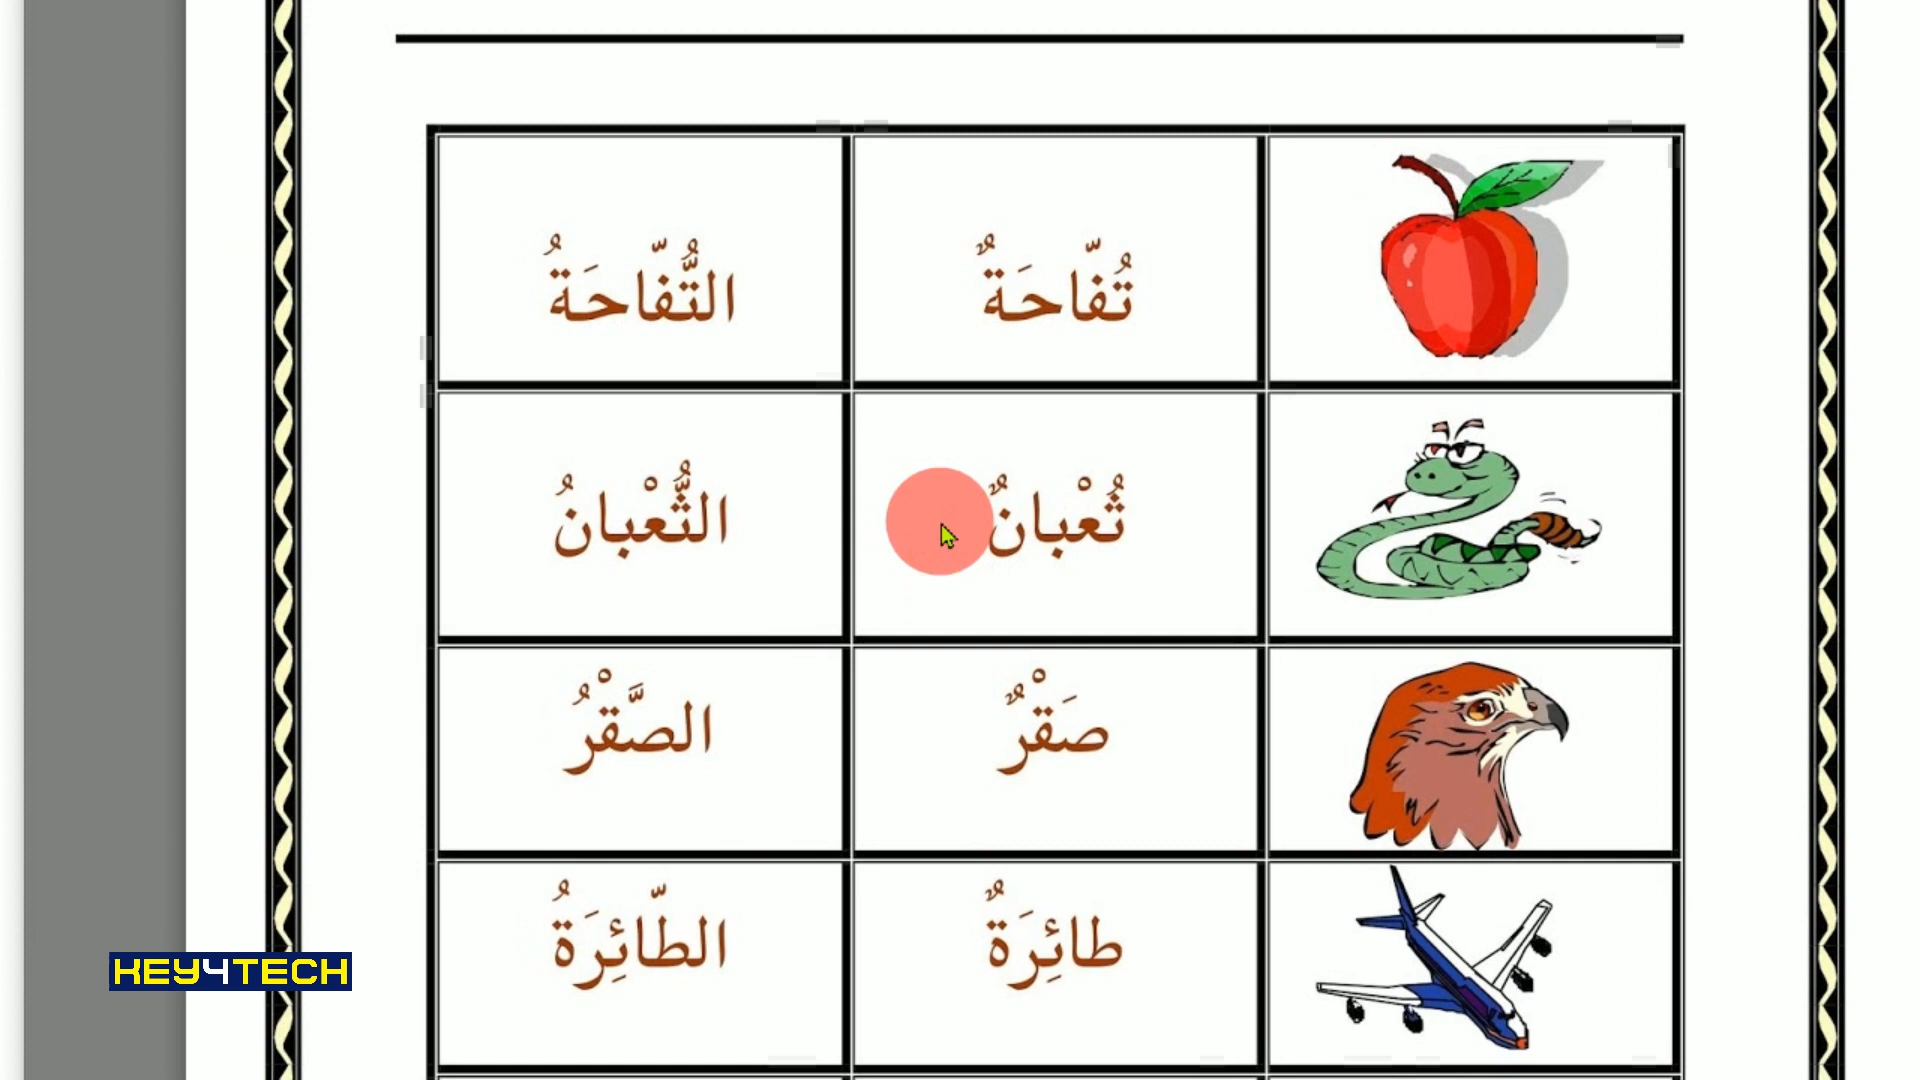 تُفّاحَةٌ
التُّفّاحَةُ
ثُعْبانٌ
الثُّعْبانُ
صَقْرٌ
الصَّقْرُ
طائِرَةٌ
الطّائِرَةُ
KEY4TECH